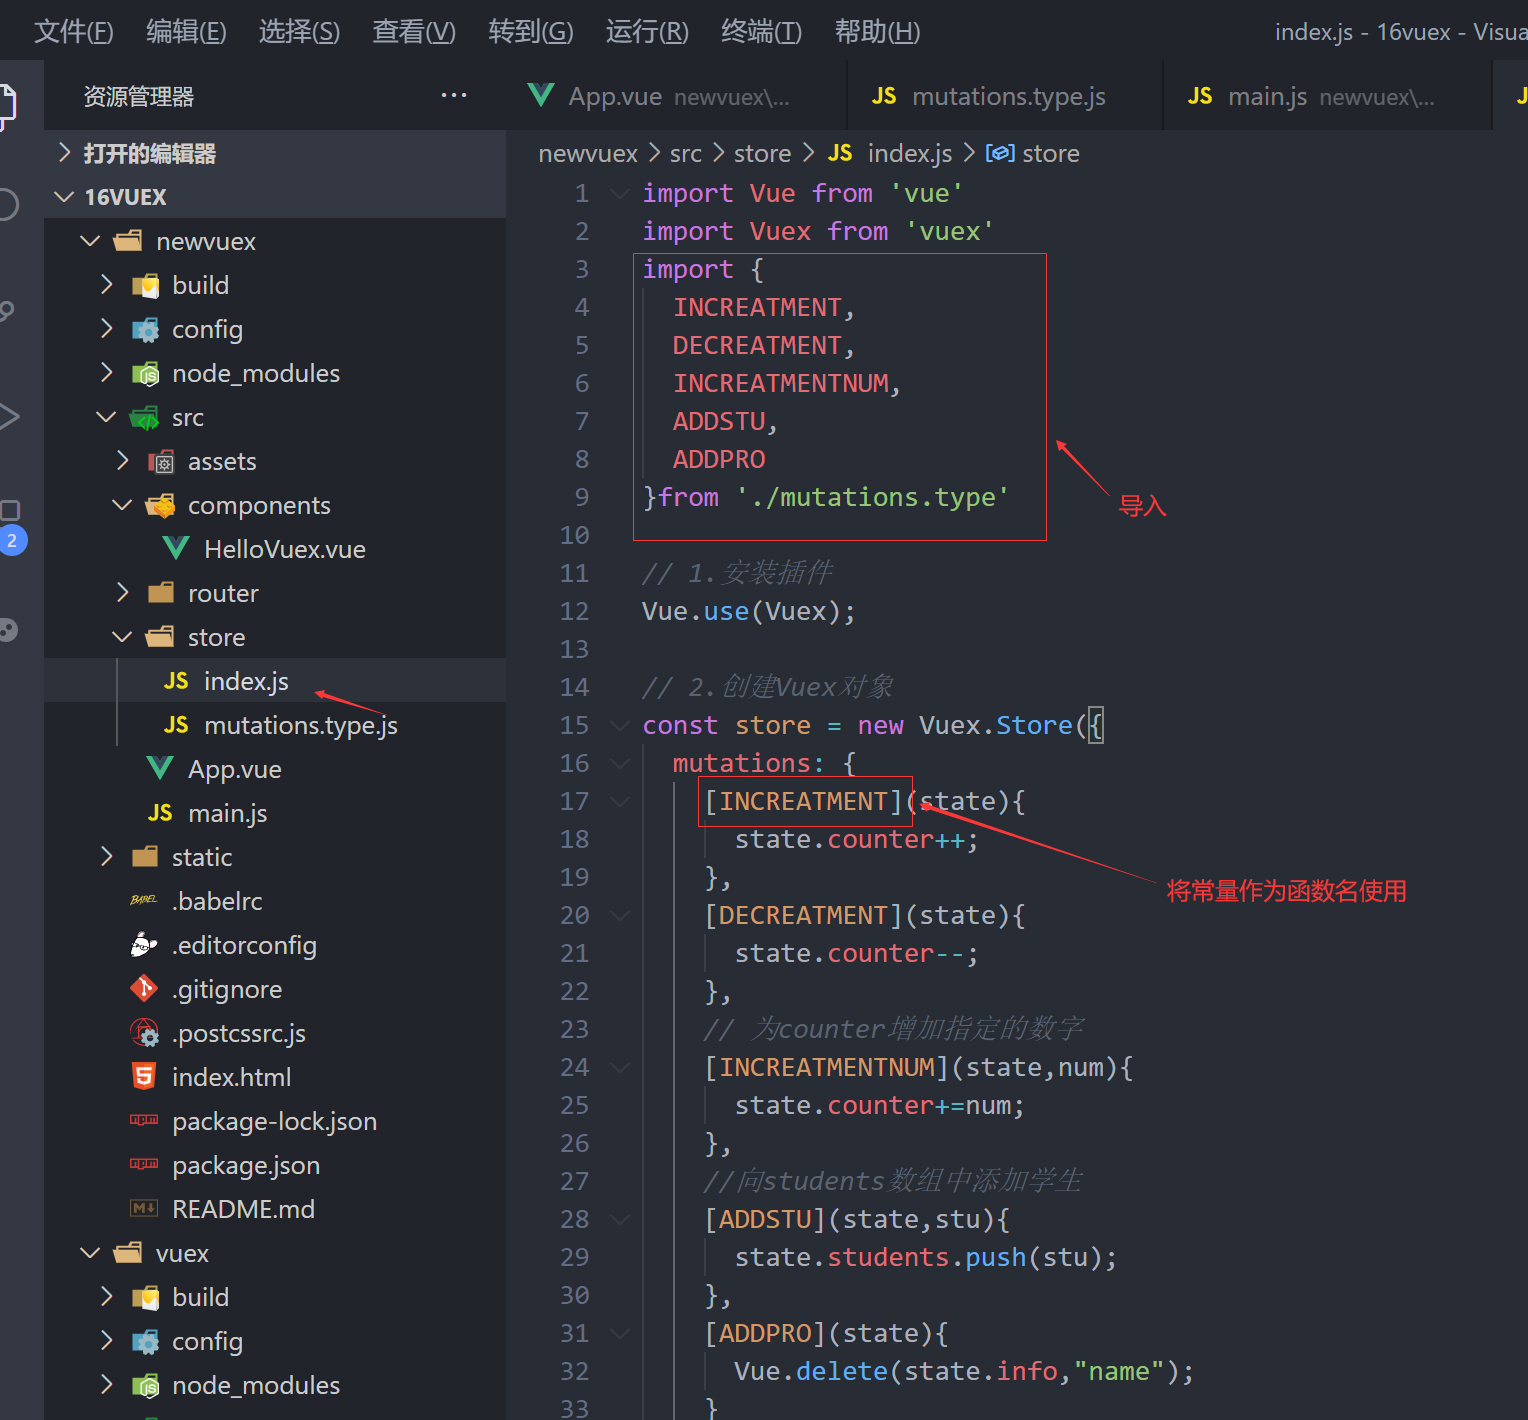 文件(F) 编辑(E) 选择(S) 查看(V) 转到(G) 运行(R) 终端(T) 帮助(H) index.js - 16vuex - Visua
资源管理器 ···
App.vue newvuex\... JS mutations.type.js JS main.js newvuex\...
打开的编辑器
16VUEX
newvuex
build
config
node_modules
src
assets
components
HelloVuex.vue
router
store
JS index.js
JS mutations.type.js
App.vue
JS main.js
static
BABEL .babelrc
.editorconfig
.gitignore
.postcssrc.js
5 index.html
package-lock.json
package.json
M README.md
vuex
build
config
node_modules
2
newvuex > src > store > JS index.js > store
1 import Vue from 'vue'
2 import Vuex from 'vuex'
3 import {
4 INCREATMENT,
5 DECREATMENT,
6 INCREATMENTNUM,
7 ADDSTU,
8 ADDPRO
9 }from './mutations.type'
10
11 // 1.安装插件
12 Vue.use(Vuex);
13
14 // 2.创建Vuex对象
15 const store = new Vuex.Store({
16 mutations: {
17 [INCREATMENT](state){
18 state.counter++;
19 },
20 [DECREATMENT](state){
21 state.counter--;
22 },
23 // 为counter增加指定的数字
24 [INCREATMENTNUM](state,num){
25 state.counter+=num;
26 },
27 //向students数组中添加学生
28 [ADDSTU](state,stu){
29 state.students.push(stu);
30 },
31 [ADDPRO](state){
32 Vue.delete(state.info,"name");
33 }
导入
将常量作为函数名使用